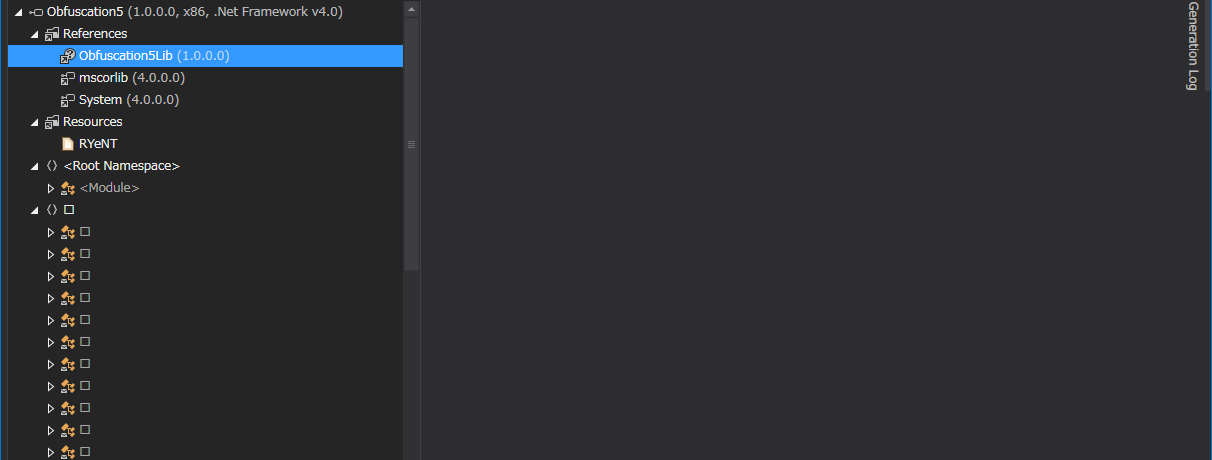 Obfuscation5 (1.0.0.0, x86, .Net Framework v4.0)
References
Obfuscation5Lib (1.0.0.0)
mscorlib (4.0.0.0)
System (4.0.0.0)
Resources
RYeNT
<Root Namespace>
<Module>
Generation Log